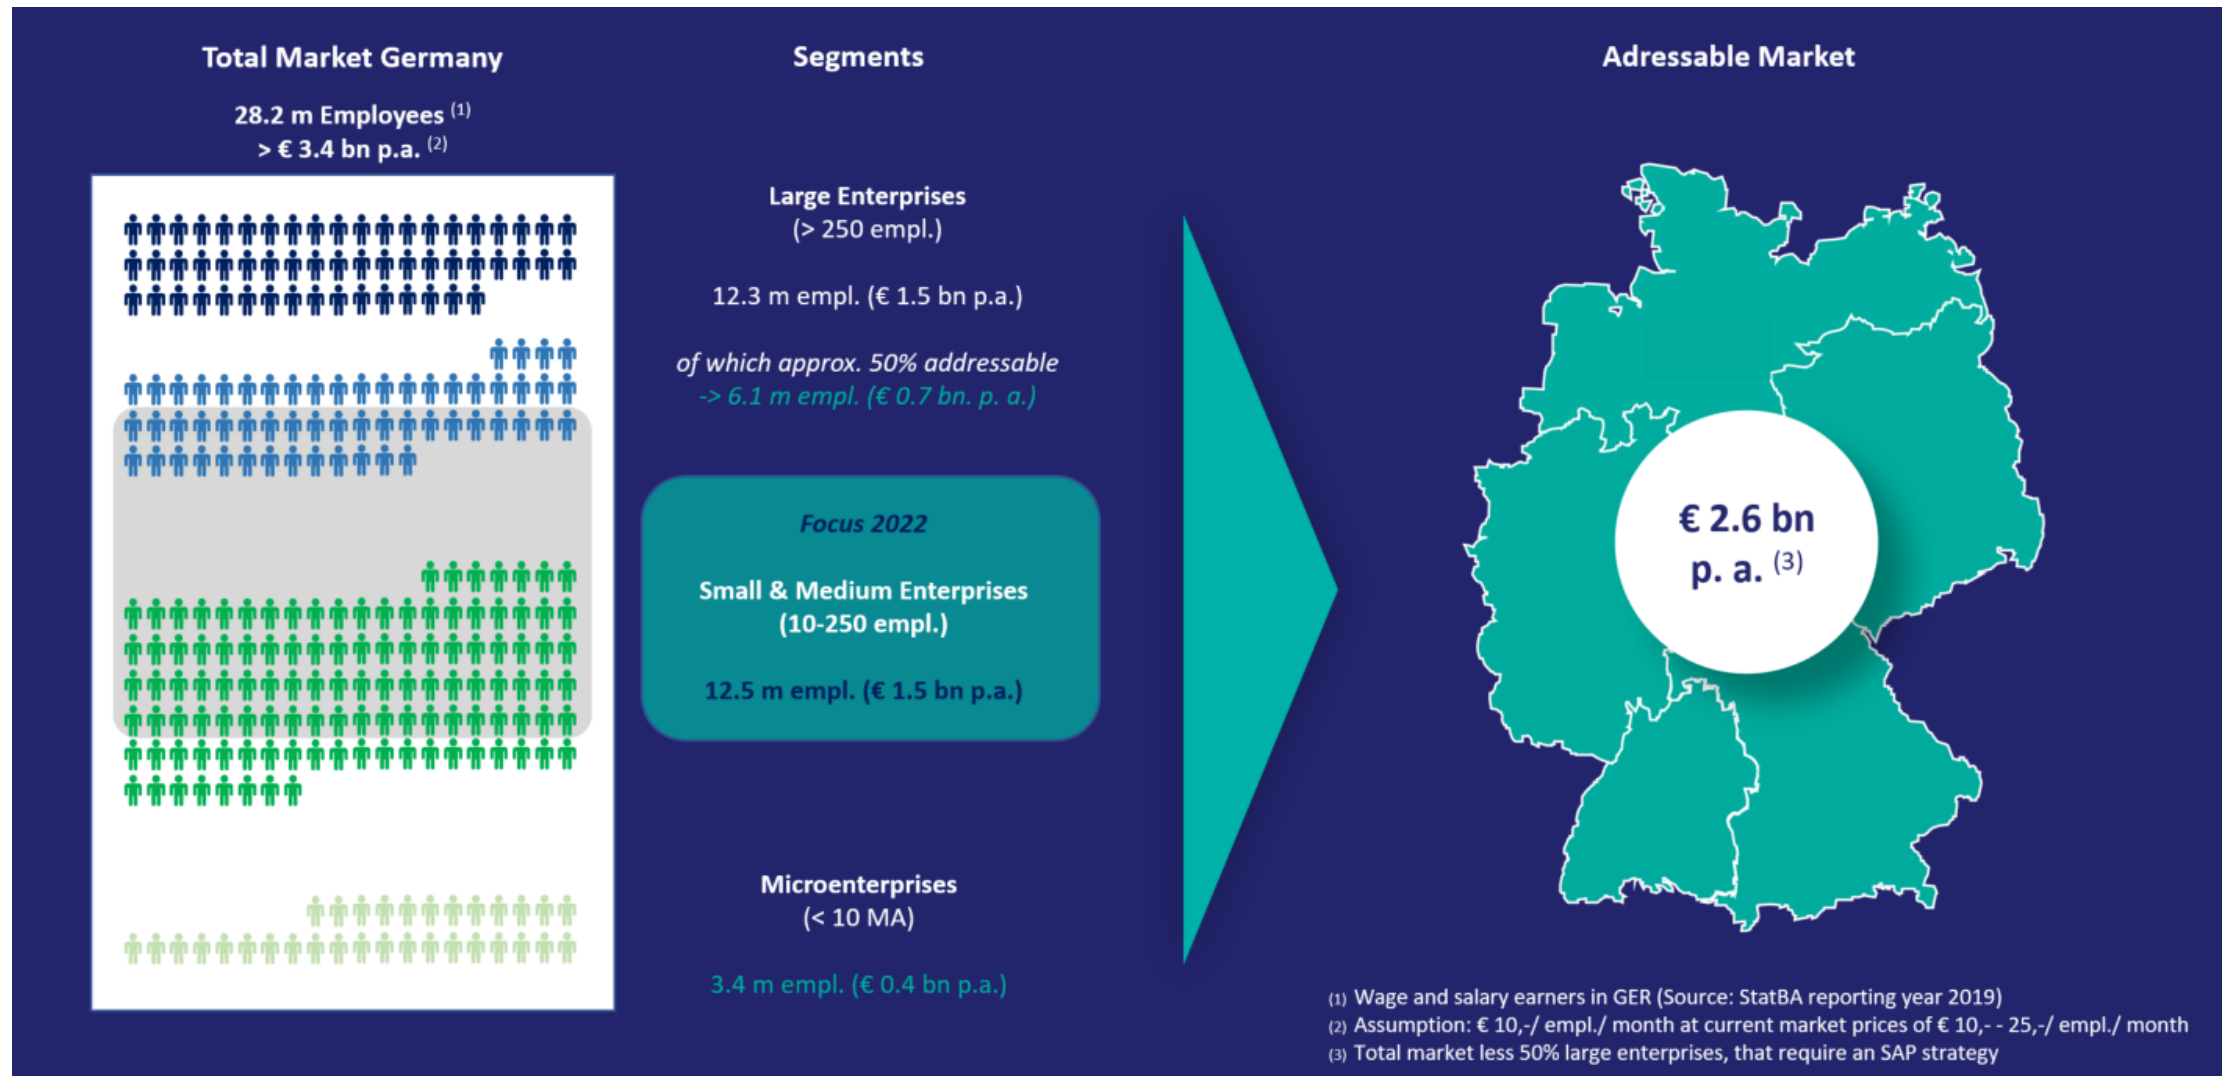 Total Market Germany
28.2 m Employees (1)
> € 3.4 bn p.a. (2)
Segments
Large Enterprises
(> 250 empl.)
12.3 m empl. (€ 1.5 bn p.a.)
of which approx. 50% addressable
-> 6.1 m empl. (€ 0.7 bn. p. a.)
Focus 2022
Small & Medium Enterprises
(10-250 empl.)
12.5 m empl. (€ 1.5 bn p.a.)
Microenterprises
(< 10 MA)
3.4 m empl. (€ 0.4 bn p.a.)
Adressable Market
€ 2.6 bn
p. a. (3)
(1) Wage and salary earners in GER (Source: StatBA reporting year 2019)
(2) Assumption: € 10,-/ empl./ month at current market prices of € 10,- - 25,-/ empl./ month
(3) Total market less 50% large enterprises, that require an SAP strategy